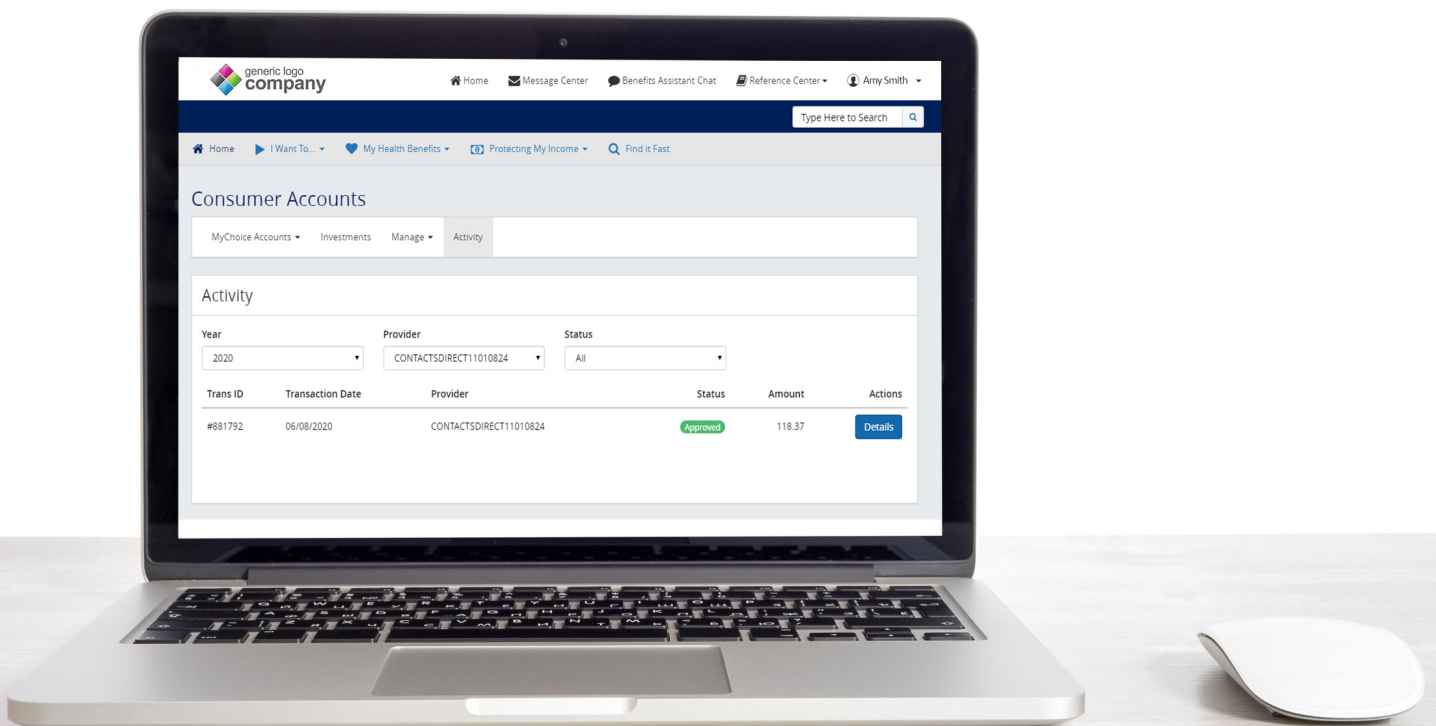 generic logo
company
Home Message Center Benefits Assistant Chat Reference Center Amy Smith
Type Here to Search
Home I Want To... My Health Benefits Protecting My Income Find it Fast
Consumer Accounts
MyChoice Accounts Investments Manage Activity
Activity
Year Provider Status
2020 CONTACTSDIRECT11010824 All
Trans ID Transaction Date Provider Status Amount Actions
#881792 06/08/2020 CONTACTSDIRECT11010824 Approved 118.37 Details